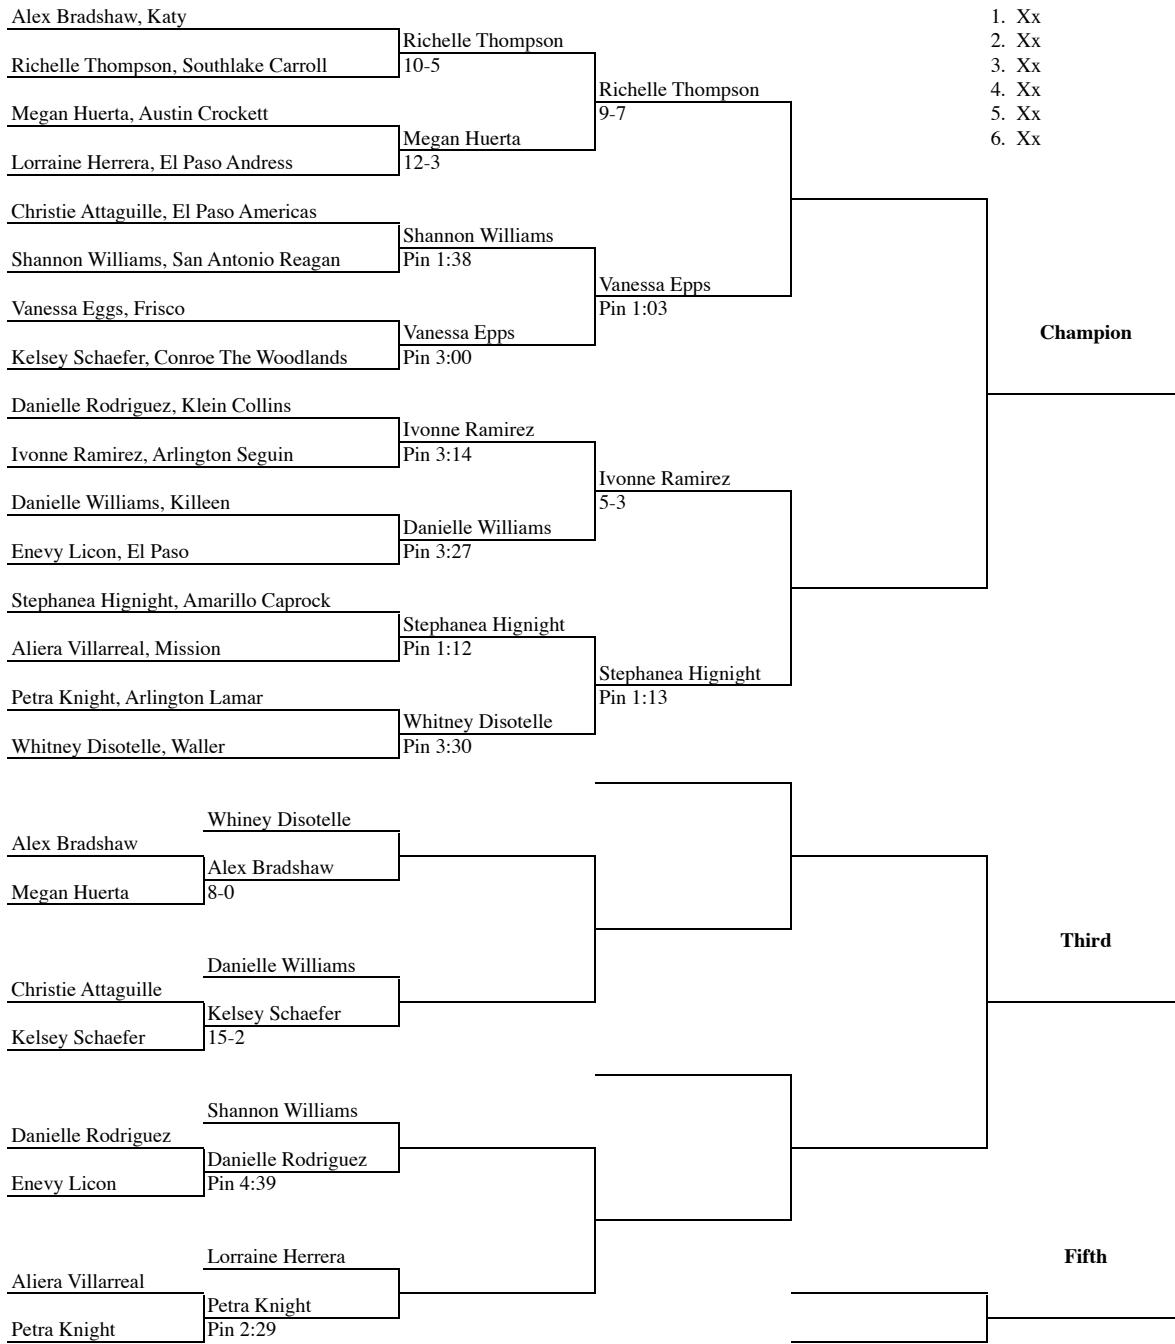 Alex Bradshaw, Katy
1. Xx
Richelle Thompson
2. Xx
Richelle Thompson, Southlake Carroll
10-5
3. Xx
Richelle Thompson
4. Xx
Megan Huerta, Austin Crockett
9-7
5. Xx
Megan Huerta
6. Xx
Lorraine Herrera, El Paso Andress
12-3
Christie Attaguille, El Paso Americas
Shannon Williams
Shannon Williams, San Antonio Reagan
Pin 1:38
Vanessa Epps
Vanessa Eggs, Frisco
Pin 1:03
Vanessa Epps
Champion
Kelsey Schaefer, Conroe The Woodlands
Pin 3:00
Danielle Rodriguez, Klein Collins
Ivonne Ramirez
Ivonne Ramirez, Arlington Seguin
Pin 3:14
Ivonne Ramirez
Danielle Williams, Killeen
5-3
Danielle Williams
Enevy Licon, El Paso
Pin 3:27
Stephanea Hignight, Amarillo Caprock
Stephanea Hignight
Aliera Villarreal, Mission
Pin 1:12
Stephanea Hignight
Petra Knight, Arlington Lamar
Pin 1:13
Whitney Disotelle
Whitney Disotelle, Waller
Pin 3:30
Whiney Disotelle
Alex Bradshaw
Alex Bradshaw
Megan Huerta
8-0
Third
Danielle Williams
Christie Attaguille
Kelsey Schaefer
Kelsey Schaefer
15-2
Shannon Williams
Danielle Rodriguez
Danielle Rodriguez
Enevy Licon
Pin 4:39
Lorraine Herrera
Fifth
Aliera Villarreal
Petra Knight
Petra Knight
Pin 2:29